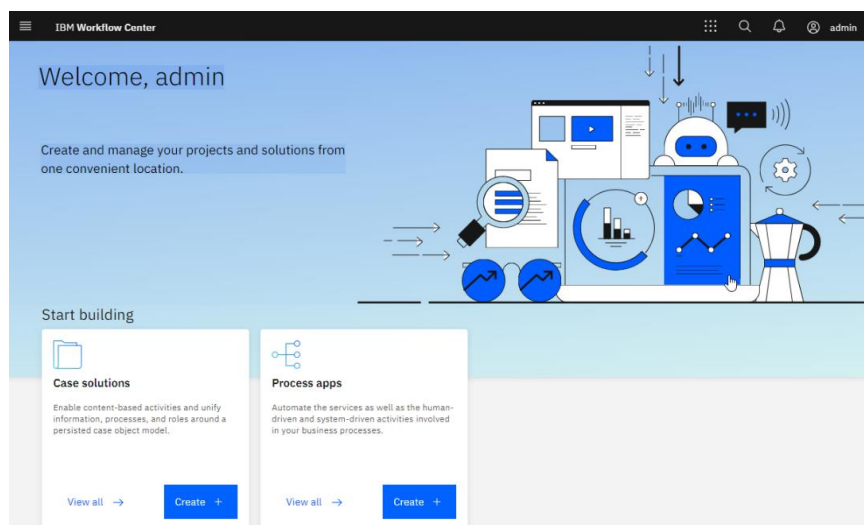 IBM Workflow Center
admin
Welcome, admin
Create and manage your projects and solutions from
one convenient location.
Start building
Case solutions
Enable content-based activities and unify
information, processes, and roles around a
persisted case object model.
View all
Create +
Process apps
Automate the services as well as the human-
driven and system-driven activities involved
in your business processes.
View all
Create +